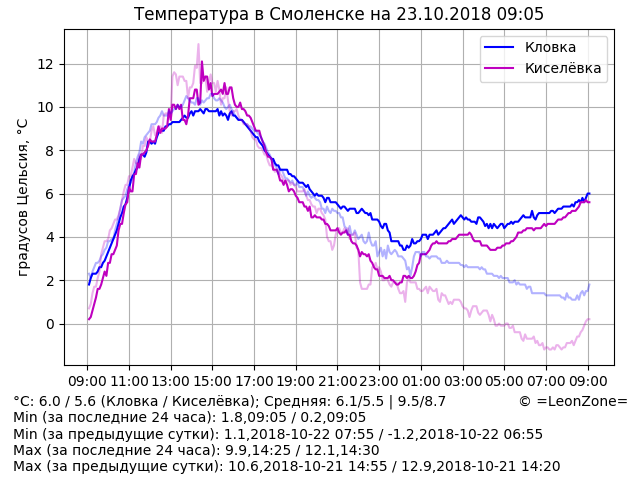 Температура в Смоленске на 23.10.2018 09:05
Кловка
Киселёвка
градусов Цельсия, °C
12
10
8
6
4
2
0
09:00 11:00 13:00 15:00 17:00 19:00 21:00 23:00 01:00 03:00 05:00 07:00 09:00
°C: 6.0 / 5.6 (Кловка / Киселёвка); Средняя: 6.1/5.5 | 9.5/8.7 © =LeonZone=
Min (за последние 24 часа): 1.8,09:05 / 0.2,09:05
Min (за предыдущие сутки): 1.1,2018-10-22 07:55 / -1.2,2018-10-22 06:55
Max (за последние 24 часа): 9.9,14:25 / 12.1,14:30
Max (за предыдущие сутки): 10.6,2018-10-21 14:55 / 12.9,2018-10-21 14:20